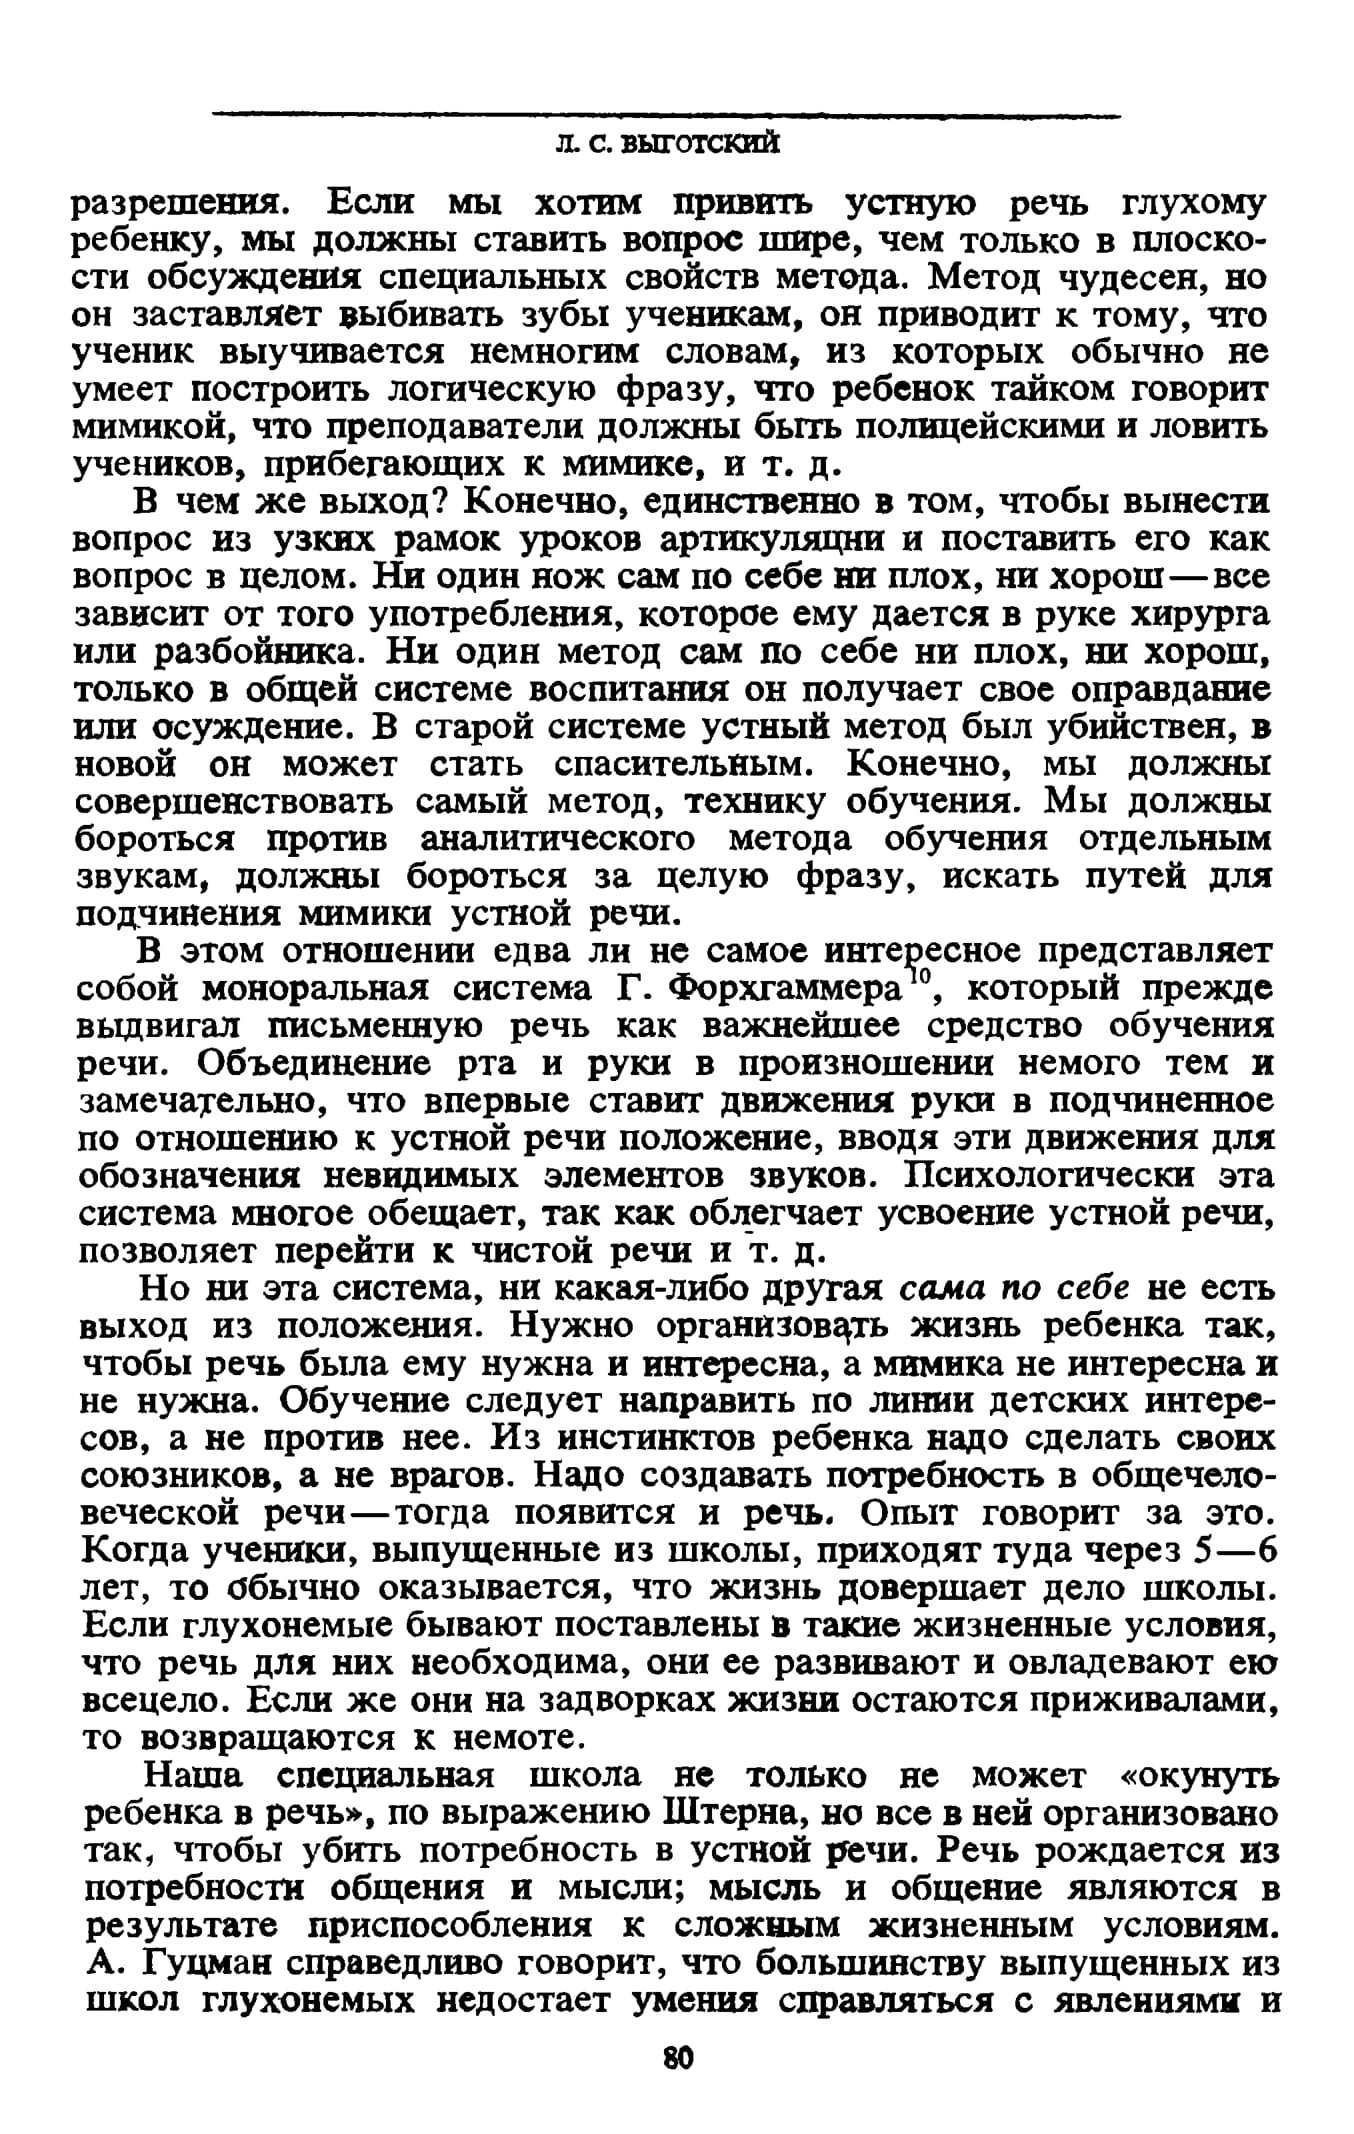 Л. С. ВЫГОТСКИЙ
разрешения. Если мы хотим привить устную речь глухому
ребенку, мы должны ставить вопрос шире, чем только в плоско-
сти обсуждения специальных свойств метода. Метод чудесен, но
он заставляет выбивать зубы ученикам, он приводит к тому, что
ученик выучивается немногим словам, из которых обычно не
умеет построить логическую фразу, что ребенок тайком говорит
мимикой, что преподаватели должны быть полицейскими и ловить
учеников, прибегающих к мимике, и т. д.
В чем же выход? Конечно, единственно в том, чтобы вынести
вопрос из узких рамок уроков артикуляции и поставить его как
вопрос в целом. Ни один нож сам по себе ни плох, ни хорош—все
зависит от того употребления, которое ему дается в руке хирурга
или разбойника. Ни один метод сам по себе ни плох, ни хорош,
только в общей системе воспитания он получает свое оправдание
или осуждение. В старой системе устный метод был убийствен, в
новой он может стать спасительным. Конечно, мы должны
совершенствовать самый метод, технику обучения. Мы должны
бороться против аналитического метода обучения отдельным
звукам, должны бороться за целую фразу, искать путей для
подчинения мимики устной речи.
В этом отношении едва ли не самое интересное представляет
собой моноральная система Г. Форхгаммера¹⁰, который прежде
выдвигал письменную речь как важнейшее средство обучения
речи. Объединение рта и руки в произношении немого тем и
замечательно, что впервые ставит движения руки в подчиненное
по отношению к устной речи положение, вводя эти движения для
обозначения невидимых элементов звуков. Психологически эта
система многое обещает, так как облегчает усвоение устной речи,
позволяет перейти к чистой речи и т. д.
Но ни эта система, ни какая-либо другая сама по себе не есть
выход из положения. Нужно организовать жизнь ребенка так,
чтобы речь была ему нужна и интересна, а мимика не интересна и
не нужна. Обучение следует направить по линии детских интере-
сов, а не против нее. Из инстинктов ребенка надо сделать своих
союзников, а не врагов. Надо создавать потребность в общечело-
веческой речи—тогда появится и речь. Опыт говорит за это.
Когда ученики, выпущенные из школы, приходят туда через 5—6
лет, то обычно оказывается, что жизнь довершает дело школы.
Если глухонемые бывают поставлены в такие жизненные условия,
что речь для них необходима, они ее развивают и овладевают ею
всецело. Если же они на задворках жизни остаются приживалами,
то возвращаются к немоте.
Наша специальная школа не только не может «окунуть
ребенка в речь», по выражению Штерна, но все в ней организовано
так, чтобы убить потребность в устной речи. Речь рождается из
потребности общения и мысли; мысль и общение являются в
результате приспособления к сложным жизненным условиям.
А. Гуцман справедливо говорит, что большинству выпущенных из
школ глухонемых недостает умения справляться с явлениями и
80